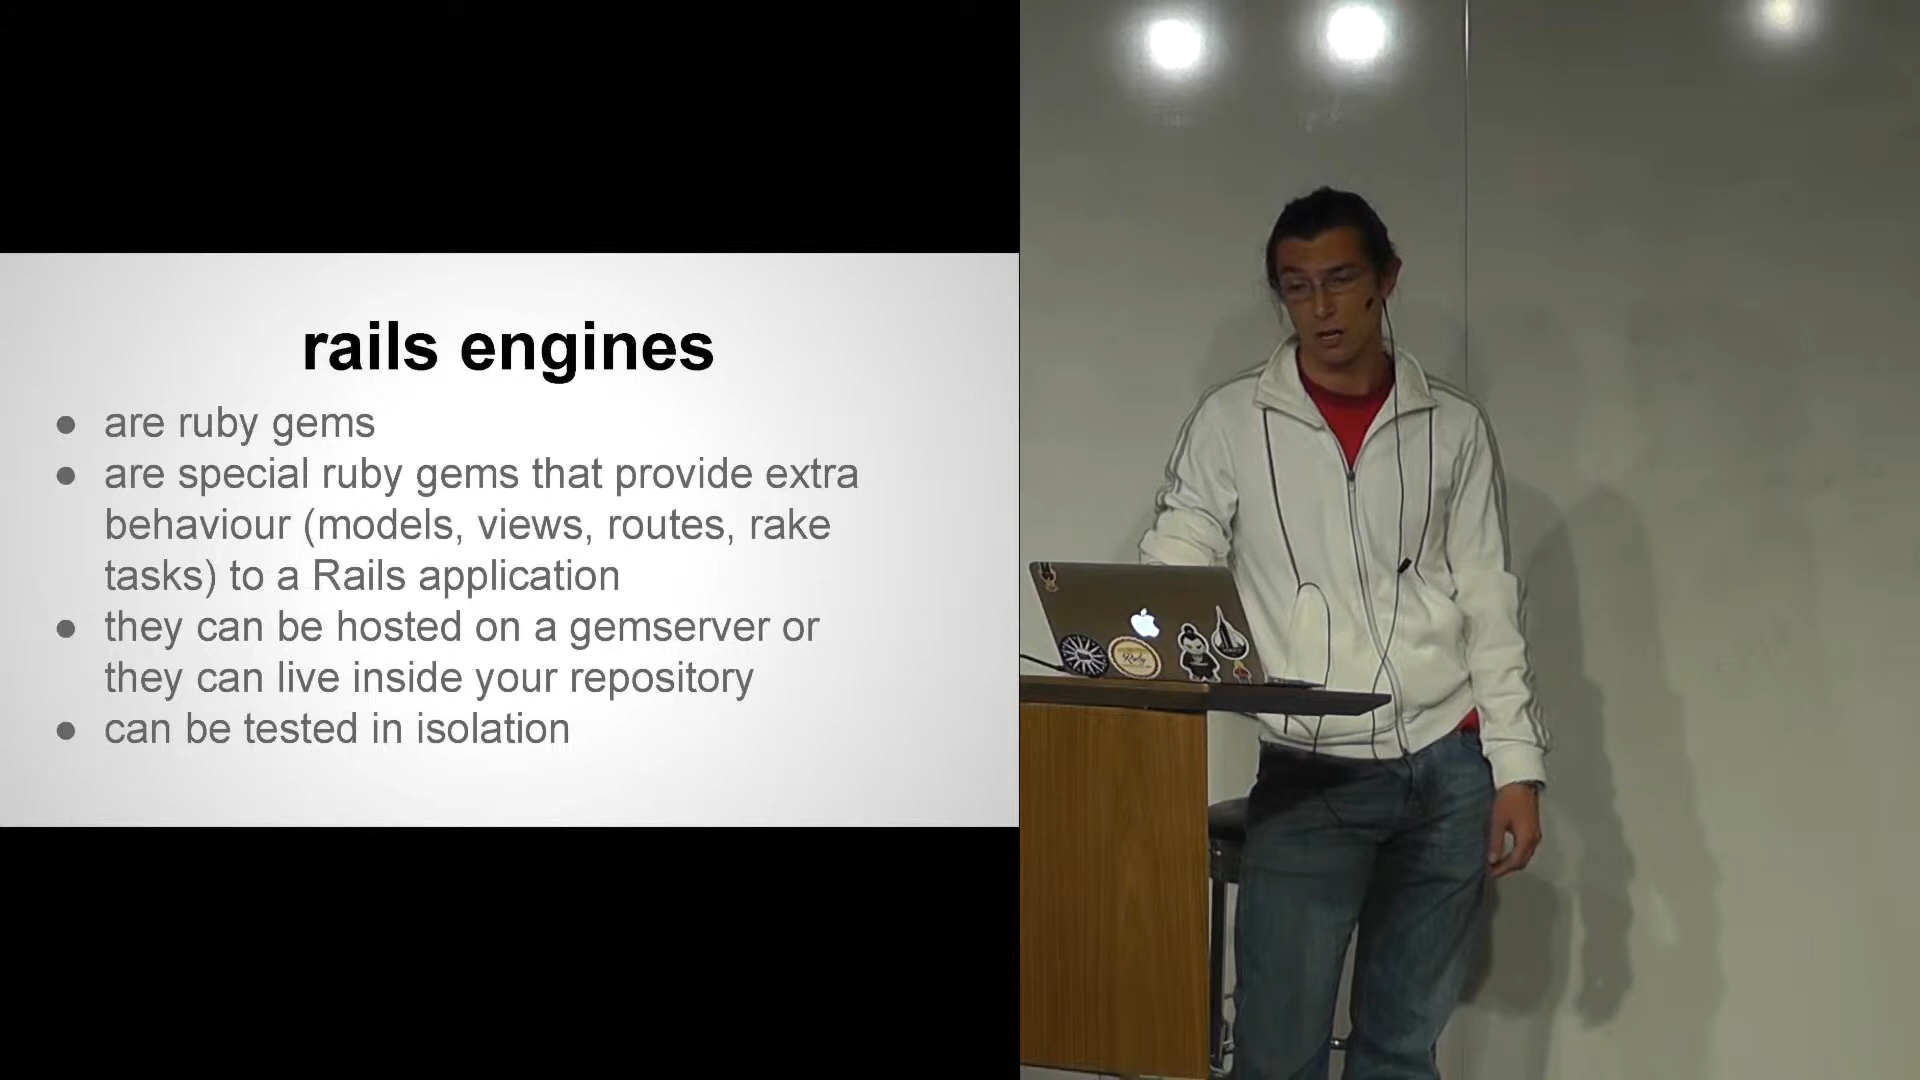 rails engines
● are ruby gems
● are special ruby gems that provide extra
behaviour (models, views, routes, rake
tasks) to a Rails application
● they can be hosted on a gemserver or
they can live inside your repository
● can be tested in isolation
Ruby